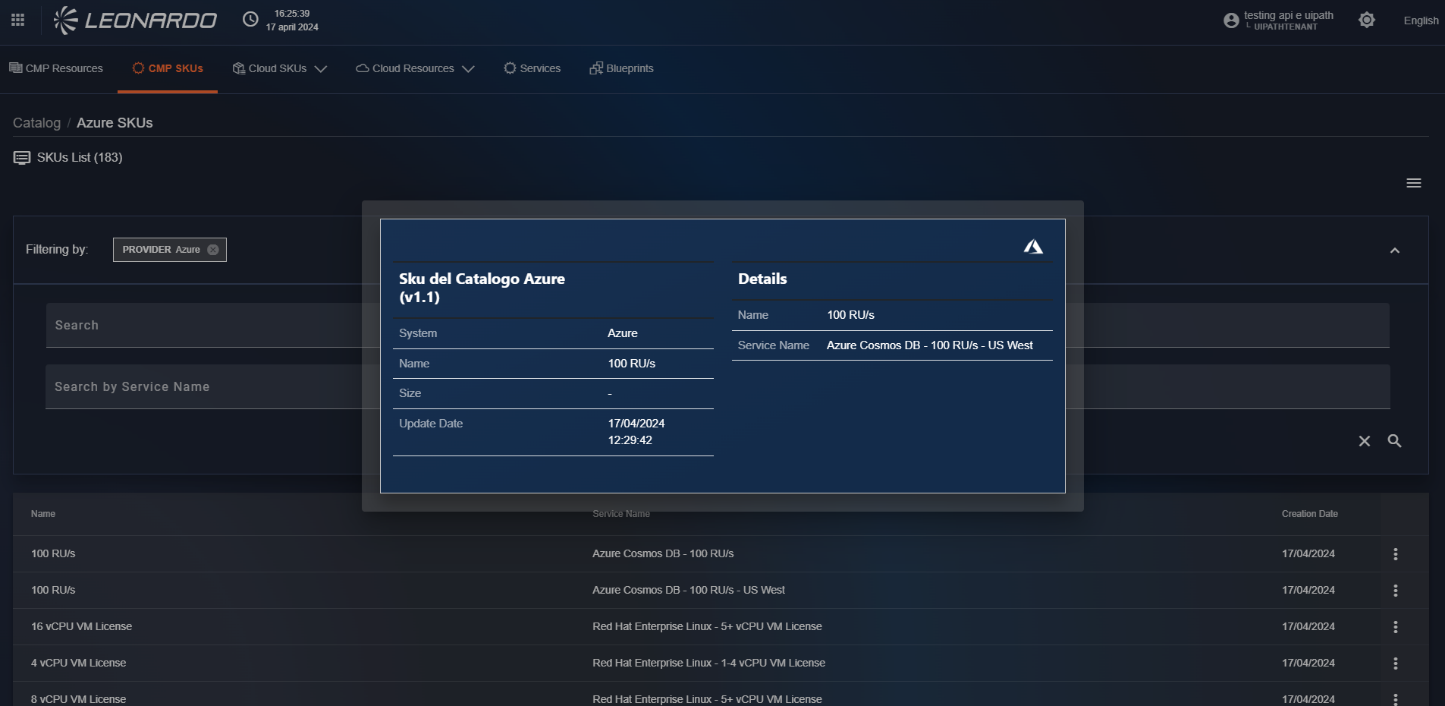 LEONARDO
16:25:39
17 april 2024
testing api e uipath
UIPATHTENANT
English
CMP Resources
CMP SKUs
Cloud SKUs
Cloud Resources
Services
Blueprints
Catalog / Azure SKUs
SKUs List (183)
Filtering by:
PROVIDER Azure
Search
Search by Service Name
Sku del Catalogo Azure
(v1.1)
System Azure
Name 100 RU/s
Size -
Update Date 17/04/2024
12:29:42
Details
Name 100 RU/s
Service Name Azure Cosmos DB - 100 RU/s - US West
Name Service Name Creation Date
100 RU/s Azure Cosmos DB - 100 RU/s 17/04/2024
100 RU/s Azure Cosmos DB - 100 RU/s - US West 17/04/2024
16 vCPU VM License Red Hat Enterprise Linux - 5+ vCPU VM License 17/04/2024
4 vCPU VM License Red Hat Enterprise Linux - 1-4 vCPU VM License 17/04/2024
8 vCPU VM License Red Hat Enterprise Linux - 5+ vCPU VM License 17/04/2024